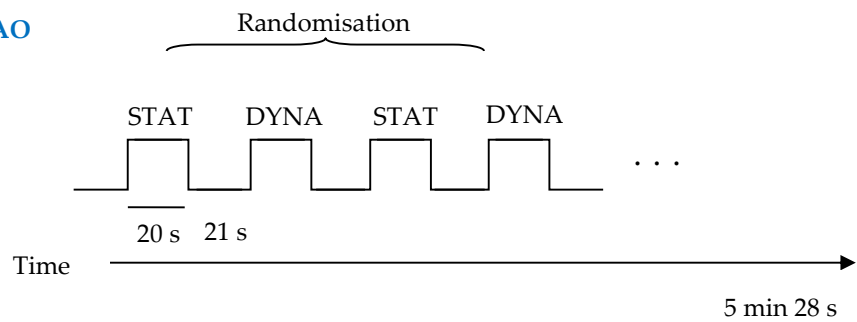 Randomisation
AO
STAT DYNA STAT DYNA
. . .
20 s 21 s
Time
5 min 28 s